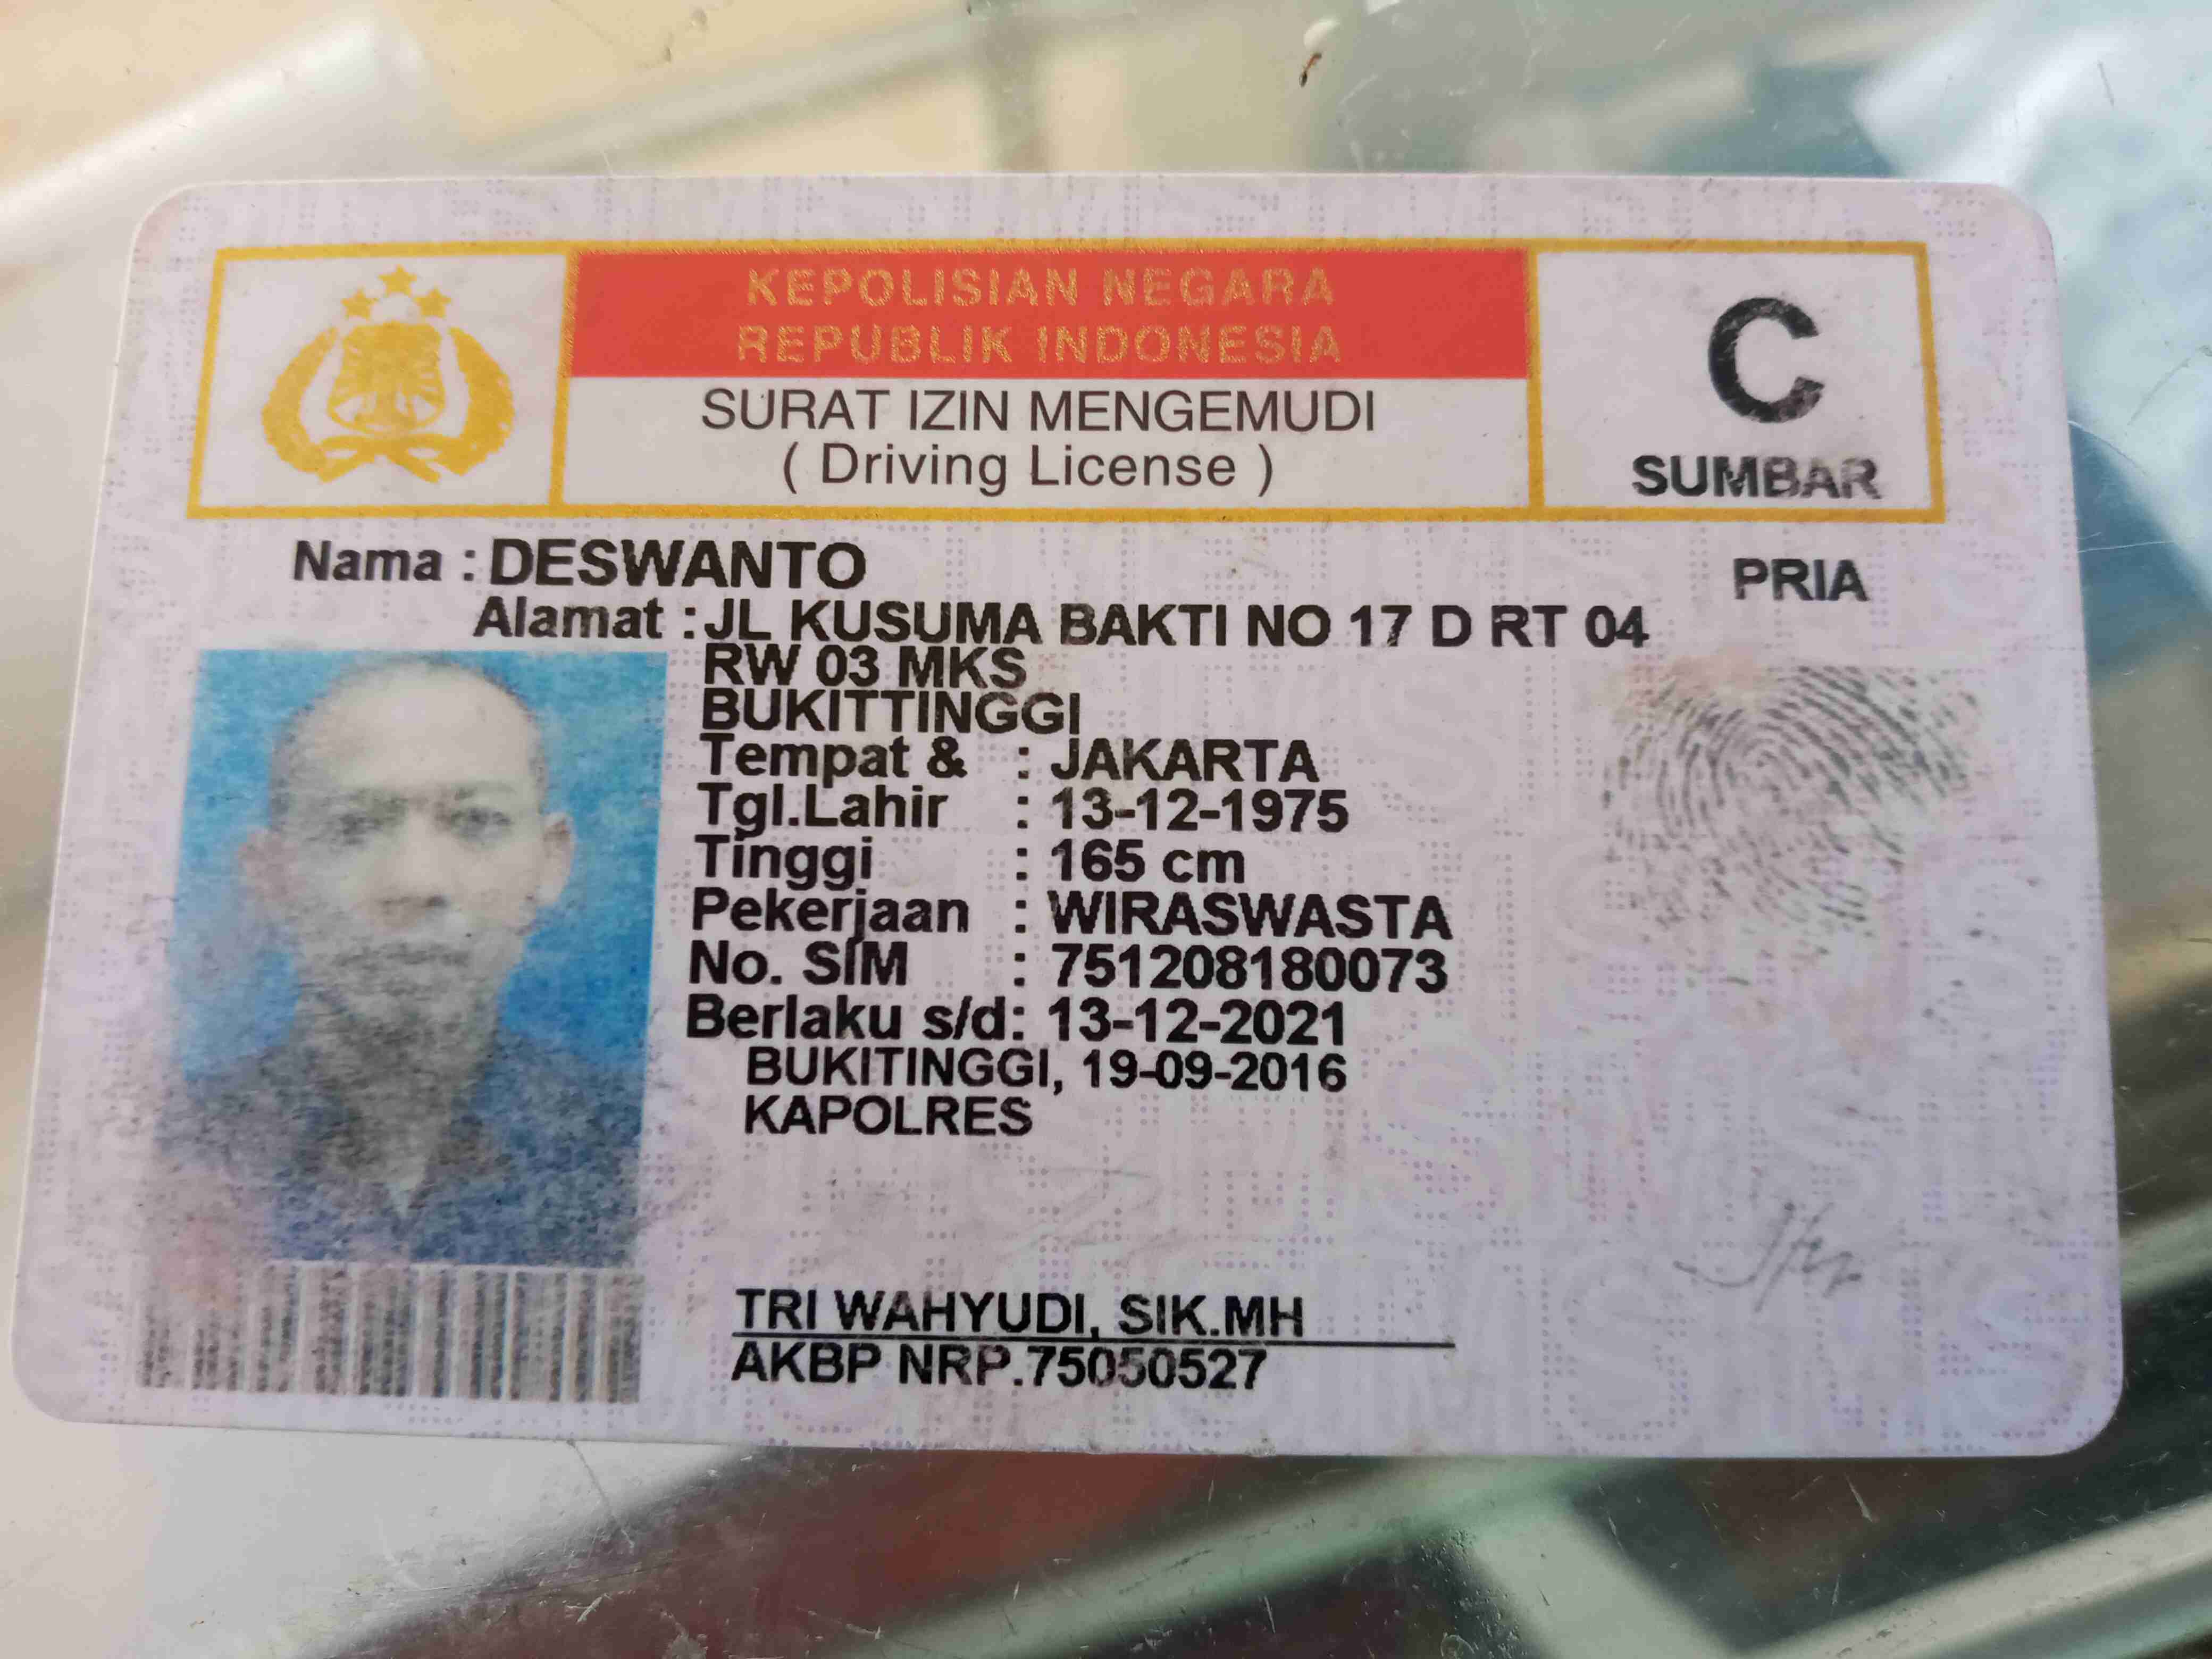 KEPOLISIAN NEGARA
REPUBLIK INDONESIA
SURAT IZIN MENGEMUDI
( Driving License )
C
SUMBAR
Nama : DESWANTO
PRIA
Alamat : JL KUSUMA BAKTI NO 17 D RT 04
RW 03 MKS
BUKITTINGGI
Tempat & : JAKARTA
Tgl.Lahir : 13-12-1975
Tinggi : 165 cm
Pekerjaan : WIRASWASTA
No. SIM : 751208180073
Berlaku s/d : 13-12-2021
BUKITINGGI, 19-09-2016
KAPOLRES
TRI WAHYUDI, SIK.MH
AKBP NRP.75050527